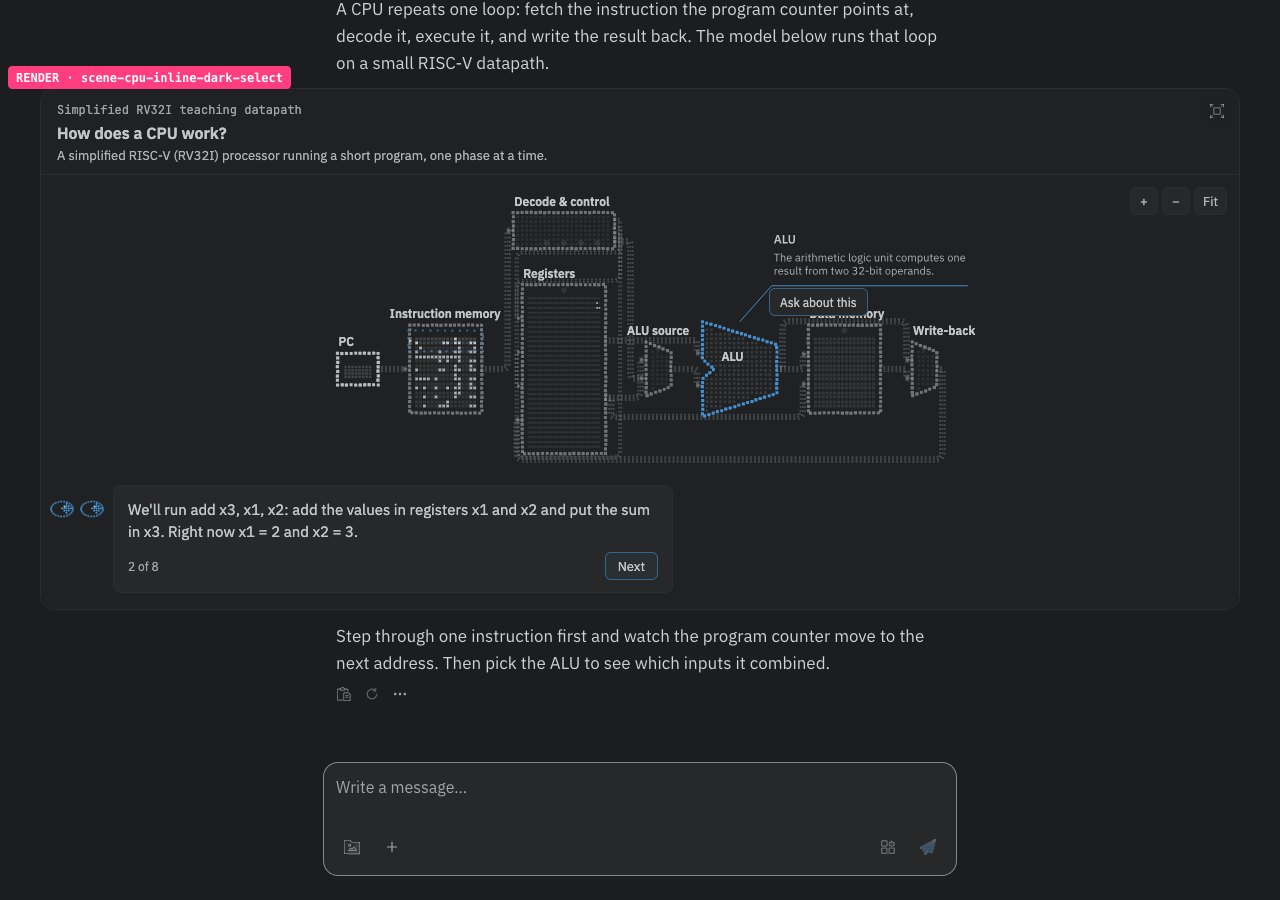 A CPU repeats one loop: fetch the instruction the program counter points at,
decode it, execute it, and write the result back. The model below runs that loop
on a small RISC-V datapath.
RENDER · scene-cpu-inline-dark-select
Simplified RV32I teaching datapath
How does a CPU work?
A simplified RISC-V (RV32I) processor running a short program, one phase at a time.
+
−
Fit
Decode & control
ALU
The arithmetic logic unit computes one
result from two 32-bit operands.
Registers
Ask about this
Instruction memory
Data memory
ALU source
Write-back
PC
ALU
We'll run add x3, x1, x2: add the values in registers x1 and x2 and put the sum
in x3. Right now x1 = 2 and x2 = 3.
2 of 8
Next
Step through one instruction first and watch the program counter move to the
next address. Then pick the ALU to see which inputs it combined.
Write a message...